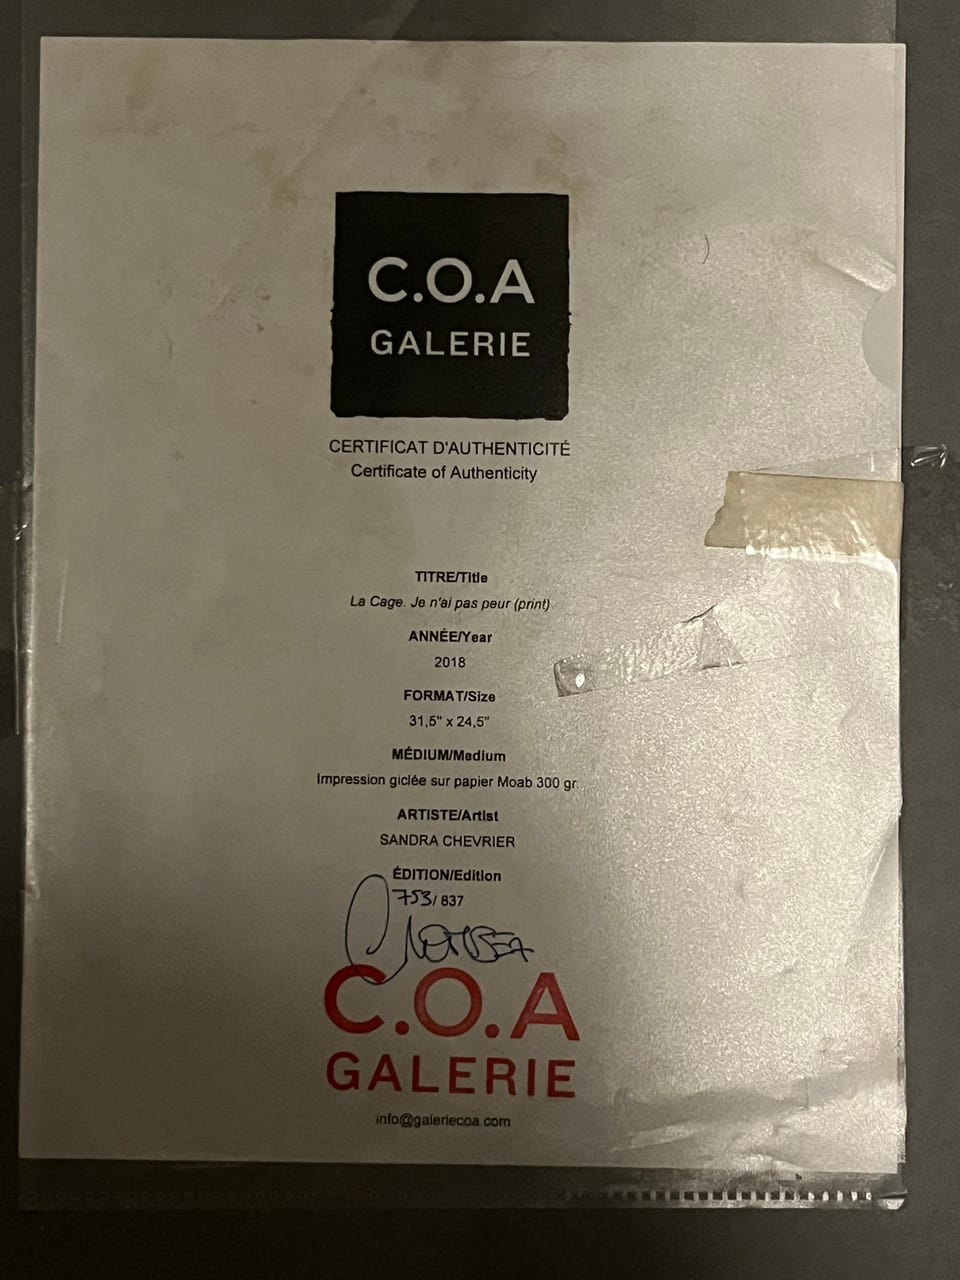 C.O.A
GALERIE
CERTIFICAT D'AUTHENTICITÉ
Certificate of Authenticity
TITRE/Title
La Cage. Je n'ai pas peur (print)
ANNÉE/Year
2018
FORMAT/Size
31,5" x 24,5"
MÉDIUM/Medium
Impression giclée sur papier Moab 300 gr.
ARTISTE/Artist
SANDRA CHEVRIER
ÉDITION/Edition
753/ 837
C.O.A
GALERIE
info@galeriecoa.com